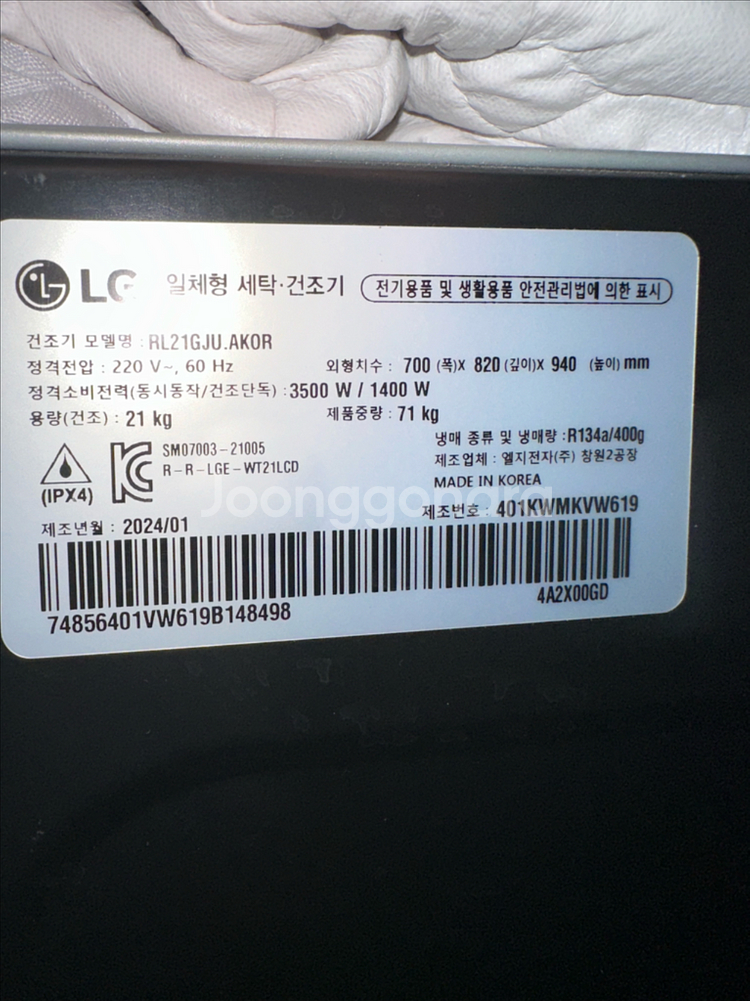 LG 일체형 세탁·건조기 전기용품 및 생활용품 안전관리법에 의한 표시
건조기 모델명 : RL21GJU.AKOR
정격전압 : 220 V~, 60 Hz 외형치수 : 700 (폭)X 820 (깊이)X 940 (높이) mm
정격소비전력(동시동작/건조단독) : 3500 W / 1400 W
용량(건조) : 21 kg 제품중량 : 71 kg
냉매 종류 및 냉매량 : R134a/400g
SM07003-21005
제조업체 : 엘지전자(주) 창원2공장
R-R-LGE-WT21LCD
MADE IN KOREA
(IPX4)
Joonggonara
제조번호 : 401KWMKVW619
제조년월 : 2024/01
4A2X00GD
74856401VW619B148498